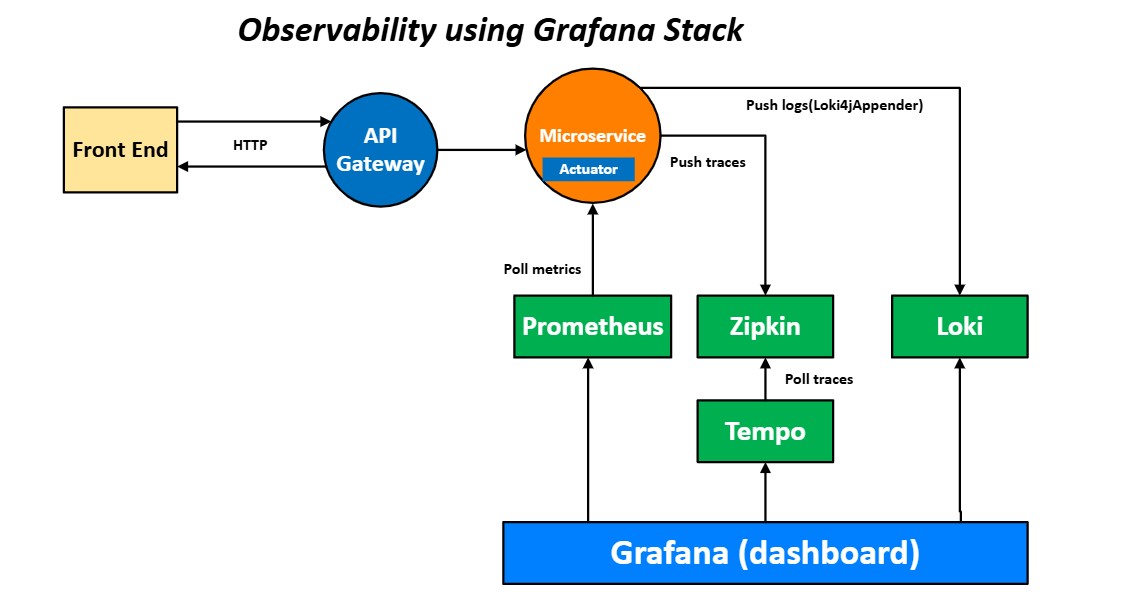 Observability using Grafana Stack
Front End
HTTP
API
Gateway
Microservice
Actuator
Push logs(Loki4jAppender)
Push traces
Poll metrics
Prometheus
Zipkin
Loki
Poll traces
Tempo
Grafana (dashboard)